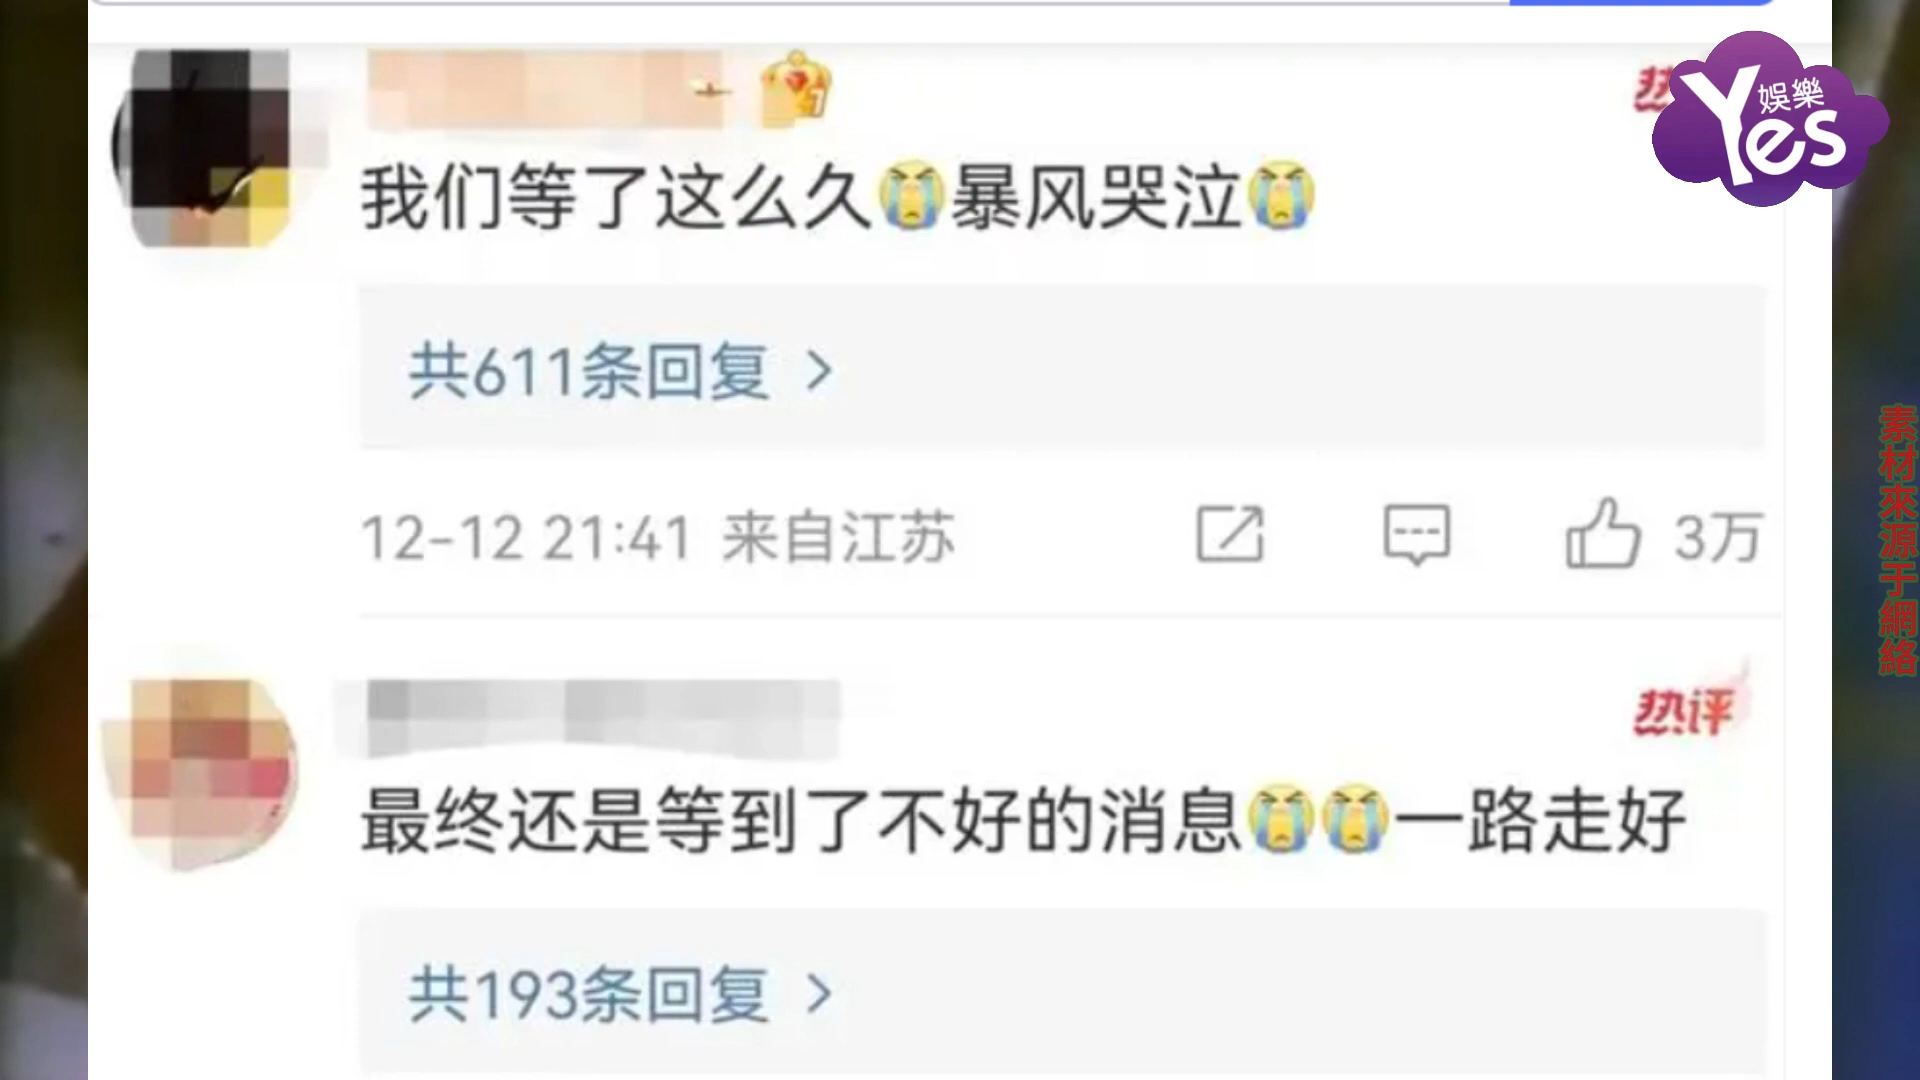 热
Yes 娛樂
我们等了这么久😭暴风哭泣😭
共611条回复 >
12-12 21:41 来自江苏
3万
热评
最终还是等到了不好的消息😭😭一路走好
共193条回复 >
素材來源于網絡